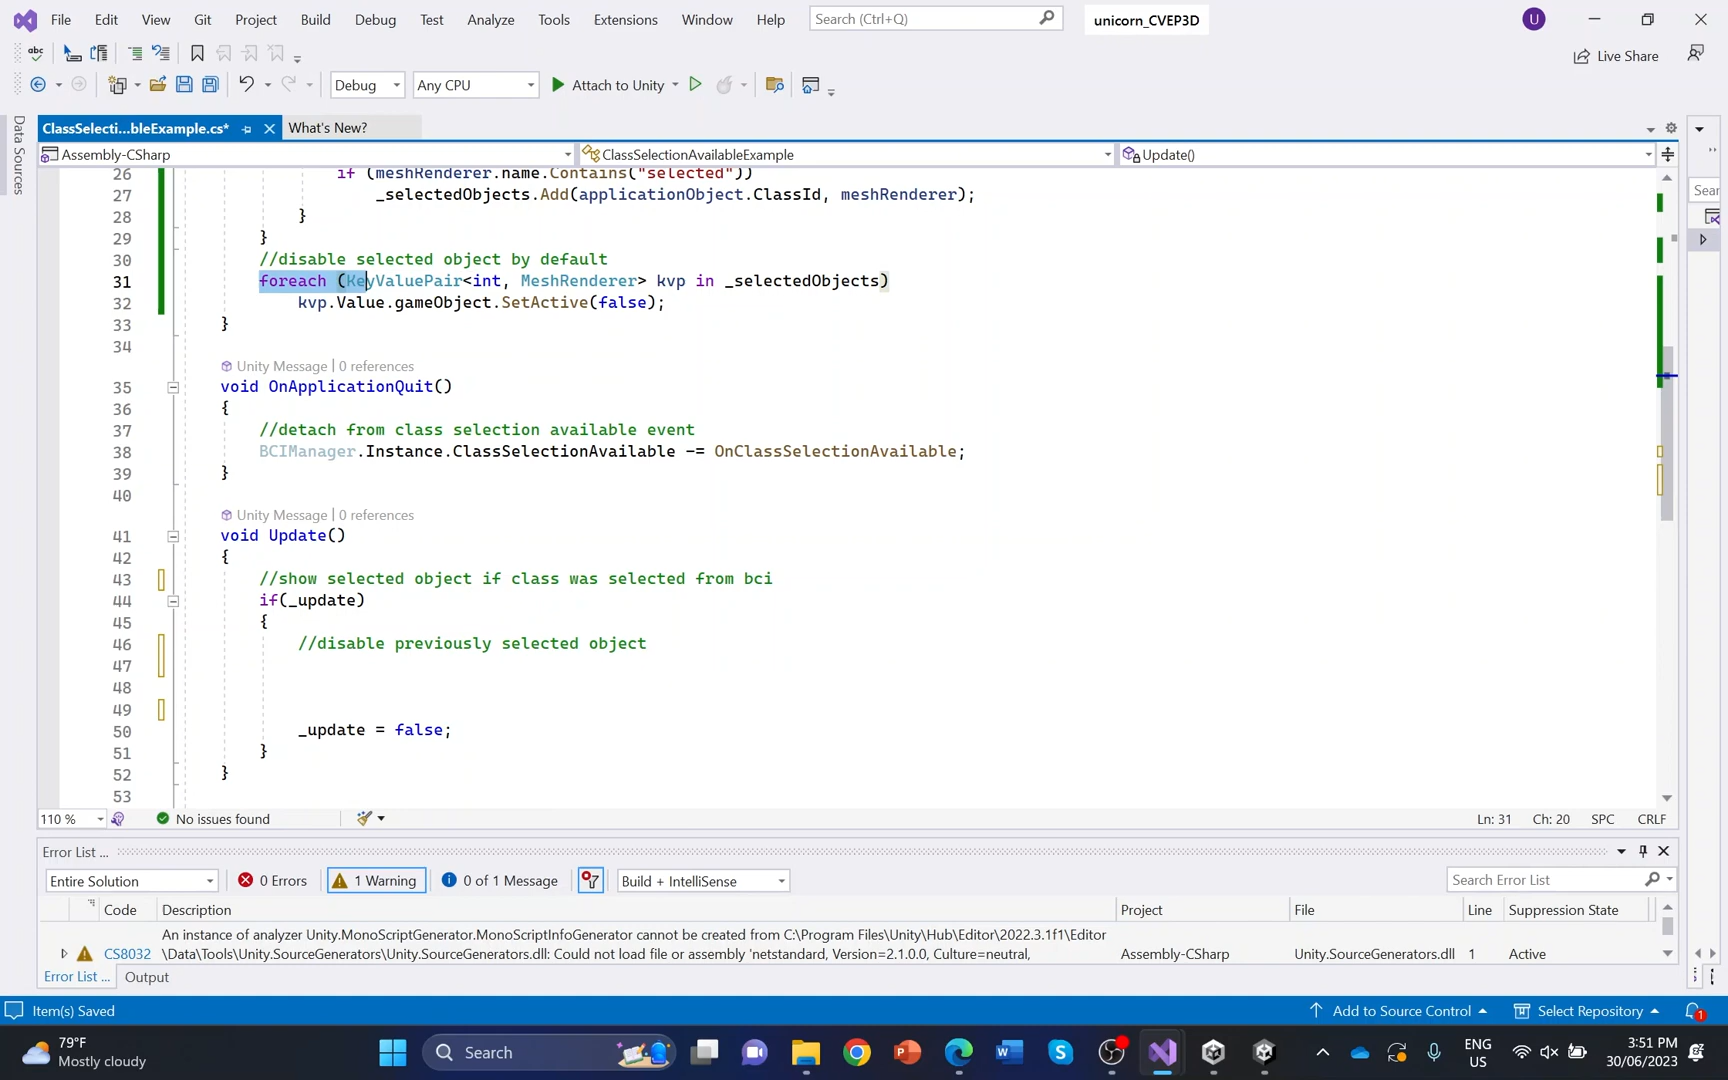 File Edit View Git Project Build Debug Test Analyze Tools Extensions Window Help Search (Ctrl+Q) unicorn_CVEP3D U
Live Share
Debug Any CPU Attach to Unity
Data Sources
ClassSelecti...bleExample.cs* What's New?
Assembly-CSharp ClassSelectionAvailableExample Update()
26 if (meshRenderer.name.Contains("selected"))
27 _selectedObjects.Add(applicationObject.ClassId, meshRenderer);
28 }
29 }
30 //disable selected object by default
31 foreach (KeyValuePair<int, MeshRenderer> kvp in _selectedObjects)
32 kvp.Value.gameObject.SetActive(false);
33 }
34
Unity Message | 0 references
35 void OnApplicationQuit()
36 {
37 //detach from class selection available event
38 BCIManager.Instance.ClassSelectionAvailable -= OnClassSelectionAvailable;
39 }
40
Unity Message | 0 references
41 void Update()
42 {
43 //show selected object if class was selected from bci
44 if(_update)
45 {
46 //disable previously selected object
47
48
49
50 _update = false;
51 }
52 }
53
110 % No issues found Ln: 31 Ch: 20 SPC CRLF
Error List ...
Entire Solution 0 Errors 1 Warning 0 of 1 Message Build + IntelliSense Search Error List
Code Description Project File Line Suppression State
An instance of analyzer Unity.MonoScriptGenerator.MonoScriptInfoGenerator cannot be created from C:\Program Files\Unity\Hub\Editor\2022.3.1f1\Editor
CS8032 \Data\Tools\Unity.SourceGenerators\Unity.SourceGenerators.dll: Could not load file or assembly 'netstandard, Version=2.1.0.0, Culture=neutral, Assembly-CSharp Unity.SourceGenerators.dll 1 Active
Error List ... Output
Item(s) Saved Add to Source Control Select Repository 1
79°F
Mostly cloudy
Search
ENG
US
3:51 PM
30/06/2023